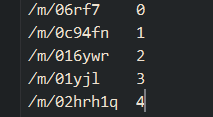 /m/06rf7 0
/m/0c94fn 1
/m/016ywr 2
/m/01yjl 3
/m/02hrh1q 4